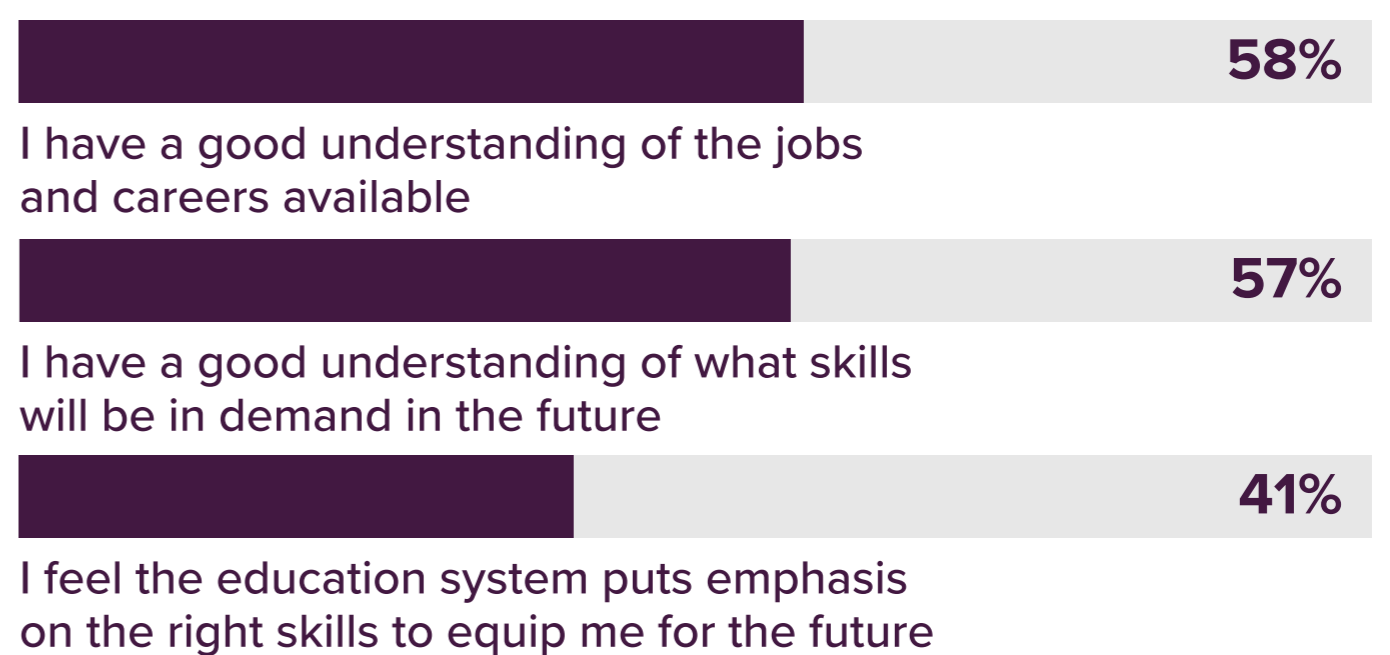 58%
I have a good understanding of the jobs
and careers available
57%
I have a good understanding of what skills
will be in demand in the future
41%
I feel the education system puts emphasis
on the right skills to equip me for the future